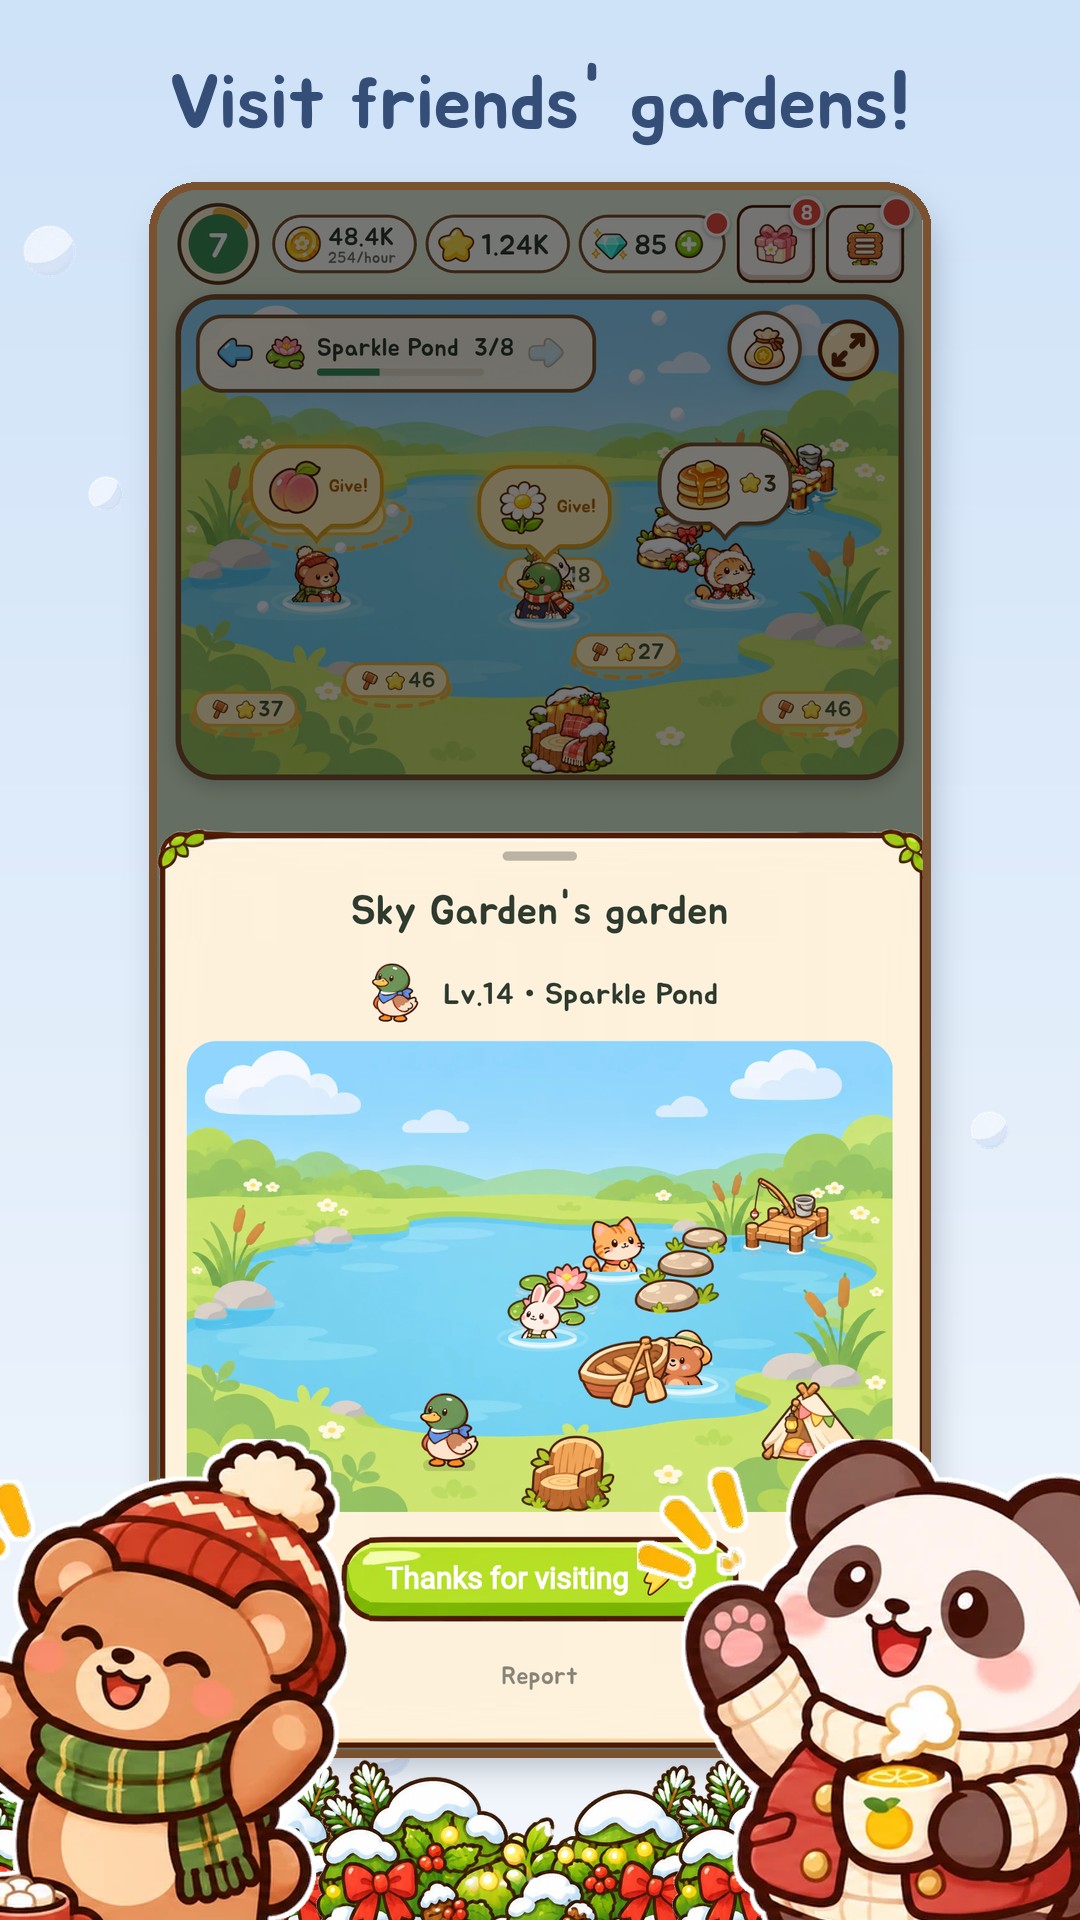 Visit friends' gardens!
7
48.4K
254/hour
1.24K
85
8
Sparkle Pond 3/8
Give!
Give!
3
18
27
46
37
46
Sky Garden's garden
Lv.14 • Sparkle Pond
Thanks for visiting
Report